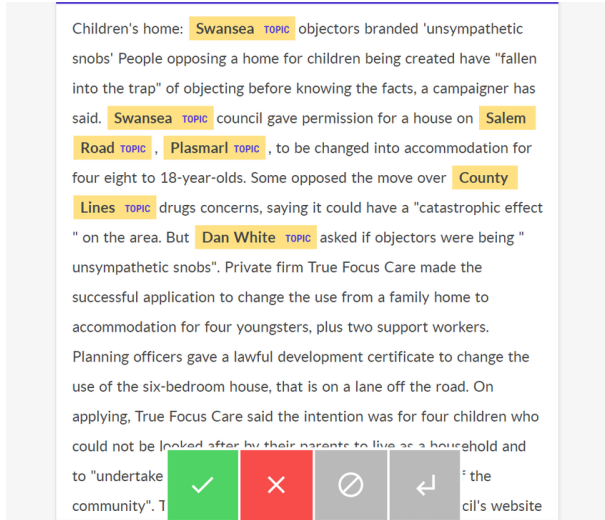 Children's home: Swansea TOPIC objectors branded 'unsympathetic
snobs' People opposing a home for children being created have "fallen
into the trap" of objecting before knowing the facts, a campaigner has
said. Swansea TOPIC council gave permission for a house on Salem
Road TOPIC , Plasmarl TOPIC , to be changed into accommodation for
four eight to 18-year-olds. Some opposed the move over County
Lines TOPIC drugs concerns, saying it could have a "catastrophic effect
" on the area. But Dan White TOPIC asked if objectors were being "
unsympathetic snobs". Private firm True Focus Care made the
successful application to change the use from a family home to
accommodation for four youngsters, plus two support workers.
Planning officers gave a lawful development certificate to change the
use of the six-bedroom house, that is on a lane off the road. On
applying, True Focus Care said the intention was for four children who
could not be looked after by their parents to live as a household and
to "undertake the
community". cil's website